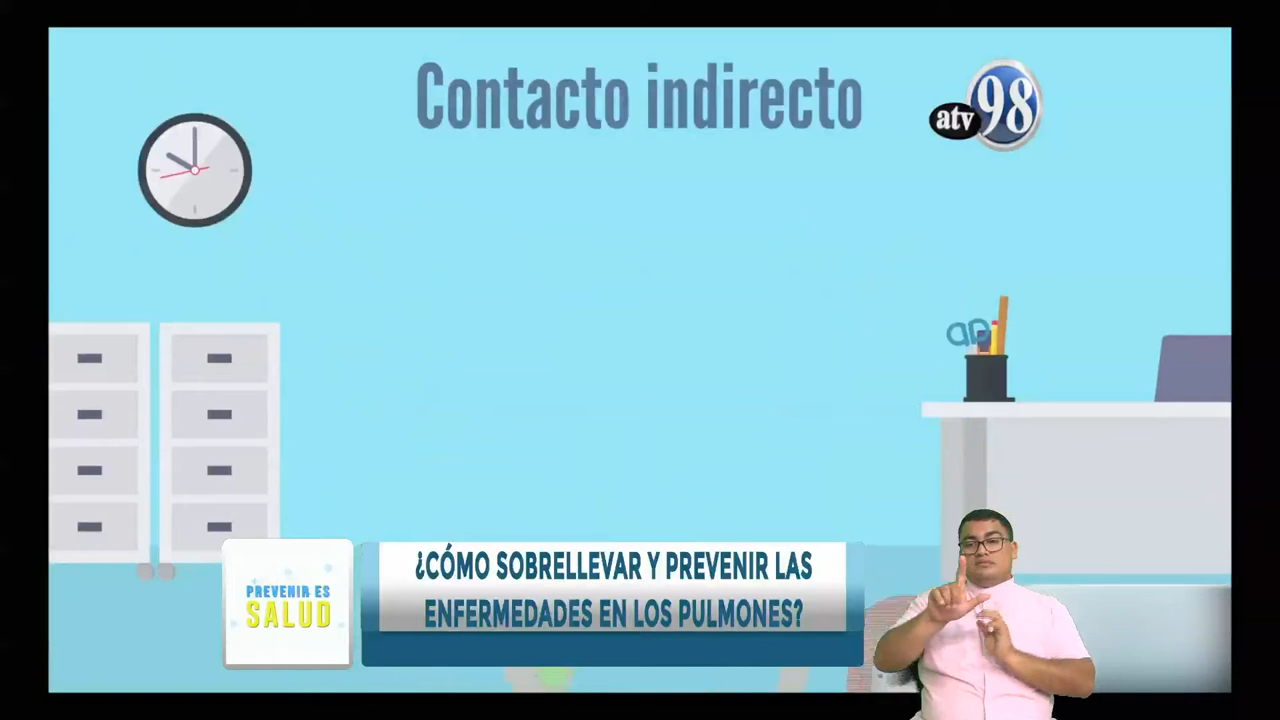 Contacto indirecto
atv 98
PREVENIR ES
SALUD
¿CÓMO SOBRELLEVAR Y PREVENIR LAS
ENFERMEDADES EN LOS PULMONES?